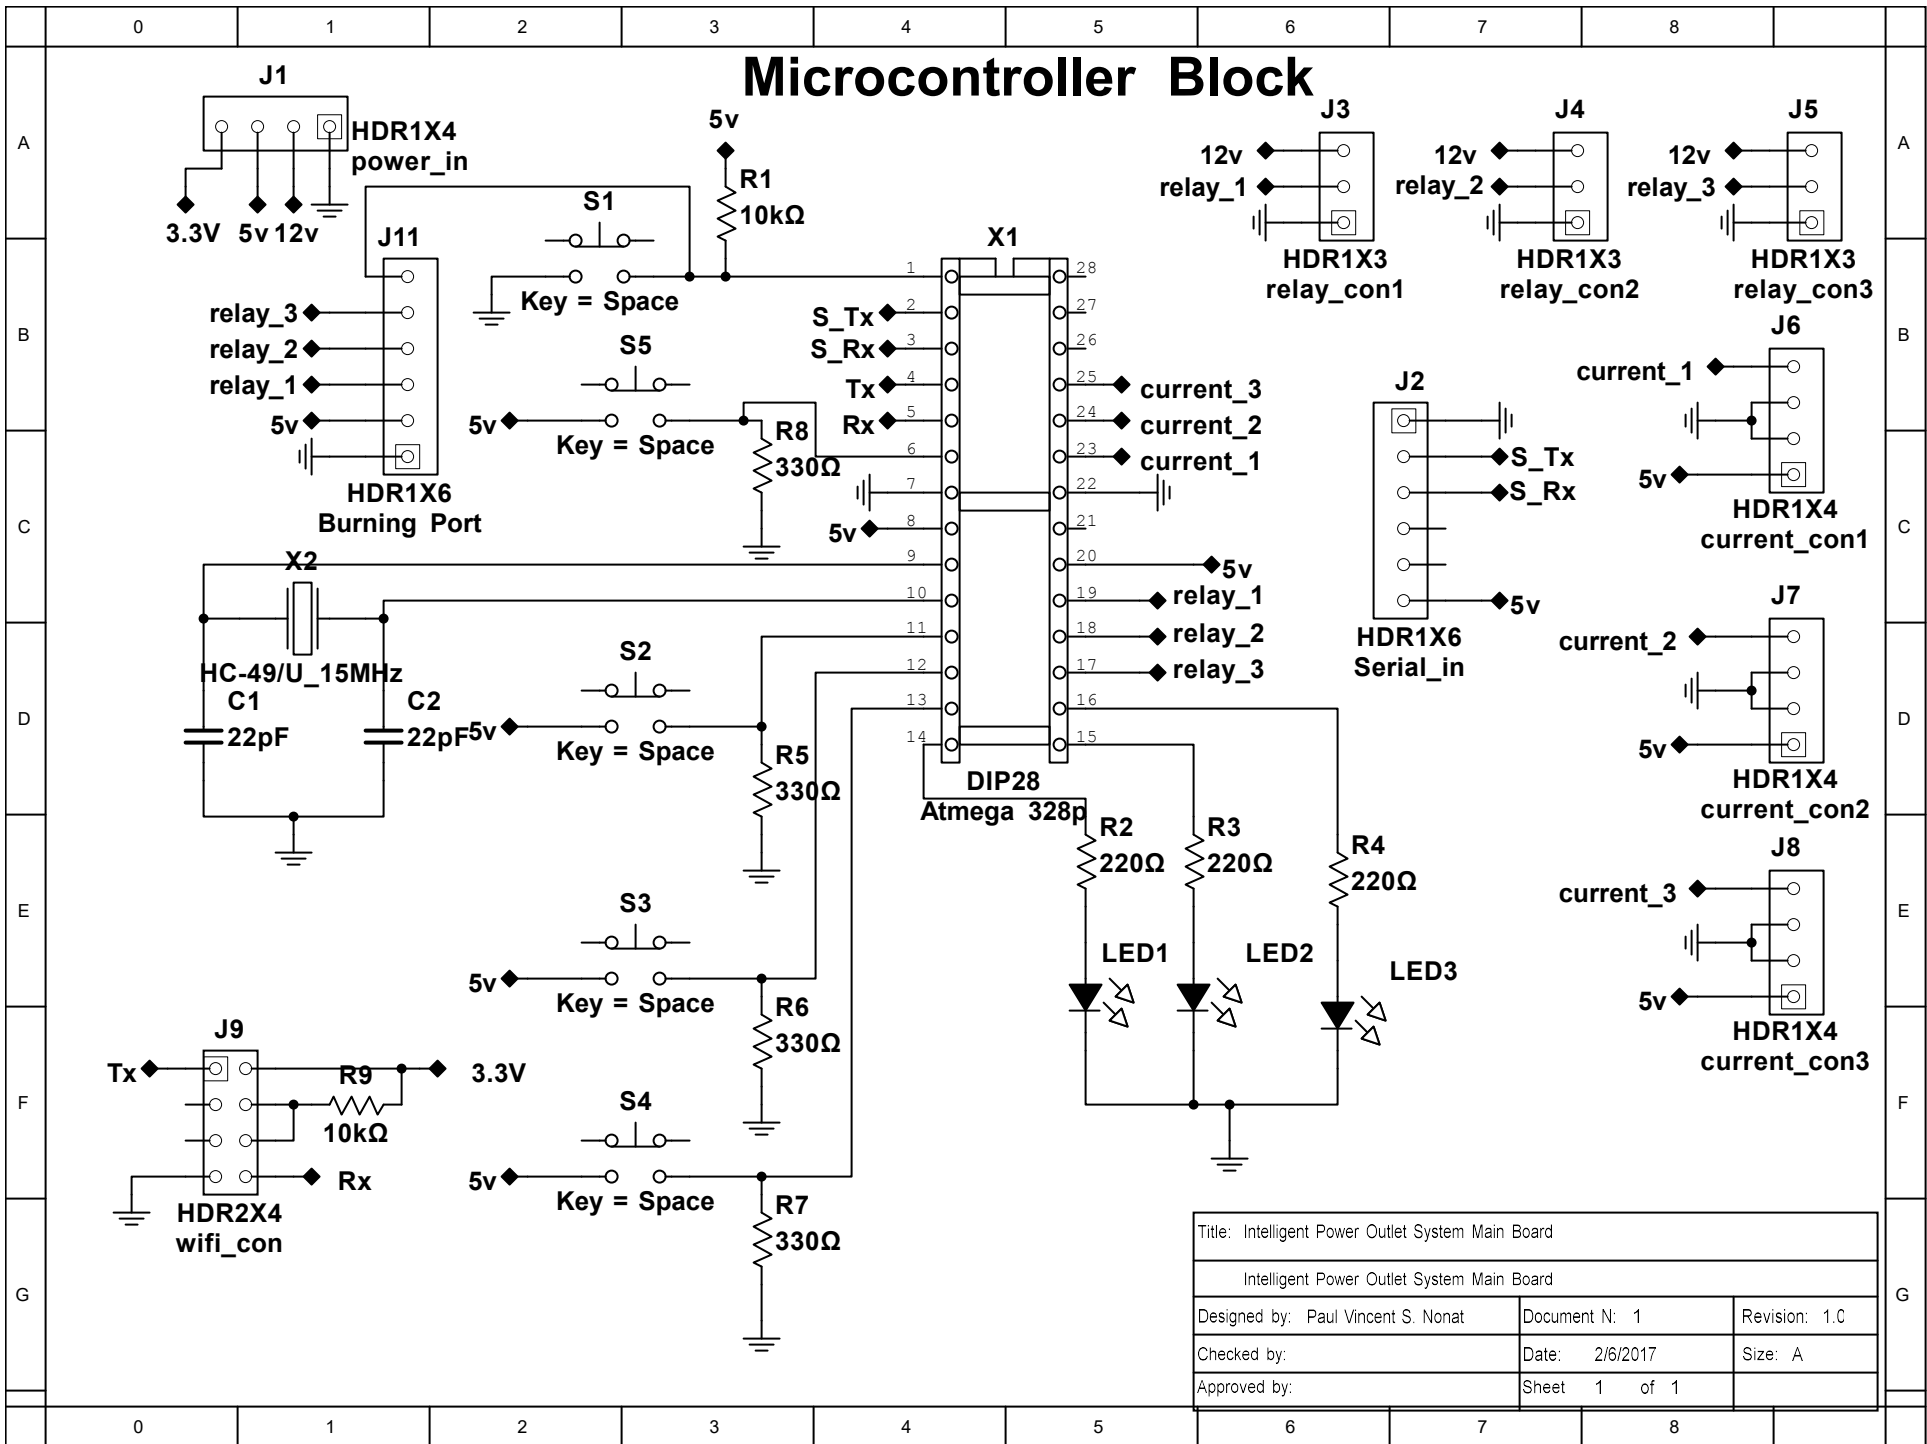 0 1 2 3 4 5 6 7 8
Microcontroller Block
A A
B B
C C
D D
E E
F F
G G
J1
HDR1X4
power_in
3.3V 5v 12v
J11
relay_3
relay_2
relay_1
5v
HDR1X6
Burning Port
S1
Key = Space
5v
R1
10kΩ
S5
5v
Key = Space
R8
330Ω
X1
1 28
S_Tx 2 27
S_Rx 3 26
Tx 4 25 current_3
Rx 5 24 current_2
6 23 current_1
7 22
5v 8 21
9 20 5v
10 19 relay_1
11 18 relay_2
12 17 relay_3
13 16
14 15
DIP28
Atmega 328p
J3
12v
relay_1
HDR1X3
relay_con1
J4
12v
relay_2
HDR1X3
relay_con2
J5
12v
relay_3
HDR1X3
relay_con3
J2
S_Tx
S_Rx
5v
HDR1X6
Serial_in
J6
current_1
5v
HDR1X4
current_con1
J7
current_2
5v
HDR1X4
current_con2
J8
current_3
5v
HDR1X4
current_con3
X2
HC-49/U_15MHz
C1
22pF
C2
22pF
S2
5v
Key = Space
R5
330Ω
S3
5v
Key = Space
R6
330Ω
S4
5v
Key = Space
R7
330Ω
R2
220Ω
R3
220Ω
R4
220Ω
LED1
LED2
LED3
J9
Tx
3.3V
R9
10kΩ
Rx
HDR2X4
wifi_con
Title: Intelligent Power Outlet System Main Board
Intelligent Power Outlet System Main Board
Designed by: Paul Vincent S. Nonat Document N: 1 Revision: 1.0
Checked by: Date: 2/6/2017 Size: A
Approved by: Sheet 1 of 1
0 1 2 3 4 5 6 7 8